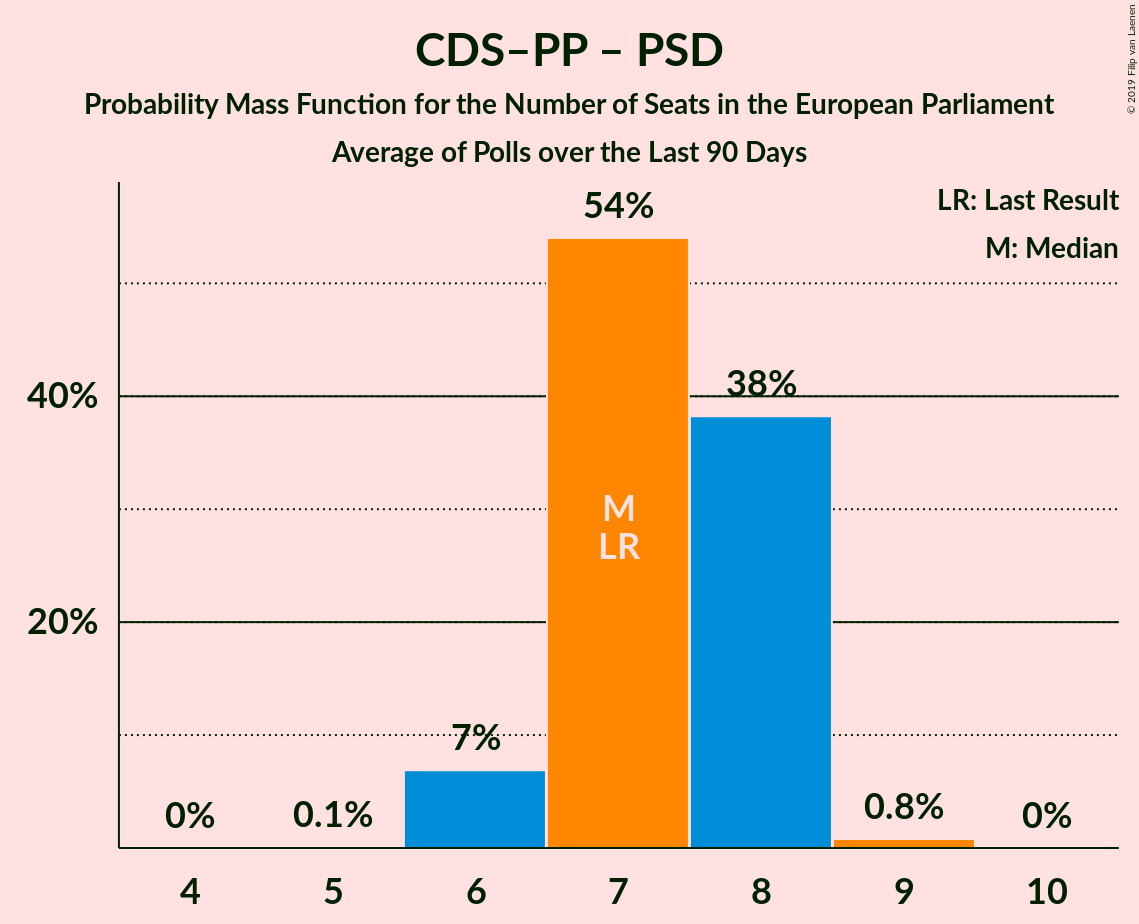 CDS–PP – PSD
Probability Mass Function for the Number of Seats in the European Parliament
Average of Polls over the Last 90 Days
© 2019 Filip van Laenen
LR: Last Result
M: Median
54%
40%
38%
M
LR
20%
7%
0%
0.1%
0.8%
0%
4 5 6 7 8 9 10